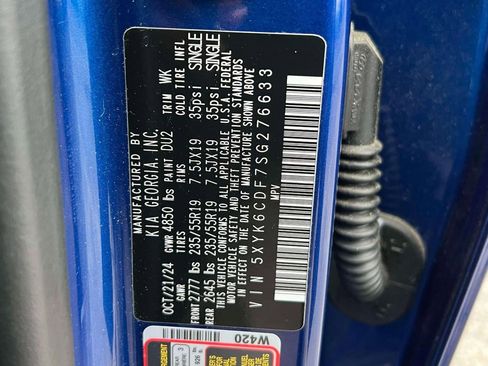 MANUFACTURED BY
KIA GEORGIA, INC.
OCT/21/24 GVWR 4850 lbs PAINT DU2 TRIM WK
GAWR TIRES RIMS COLD TIRE INFL
FRONT 2777 lbs 235/55R19 7.5JX19 35psi SINGLE
REAR 2645 lbs 235/55R19 7.5JX19 35psi SINGLE
THIS VEHICLE CONFORMS TO ALL APPLICABLE U.S.A. FEDERAL
MOTOR VEHICLE SAFETY, BUMPER, AND THEFT PREVENTION STANDARDS
IN EFFECT ON THE DATE OF MANUFACTURE SHOWN ABOVE.
VIN 5XYK6CDF7SG276633
MPV
W420